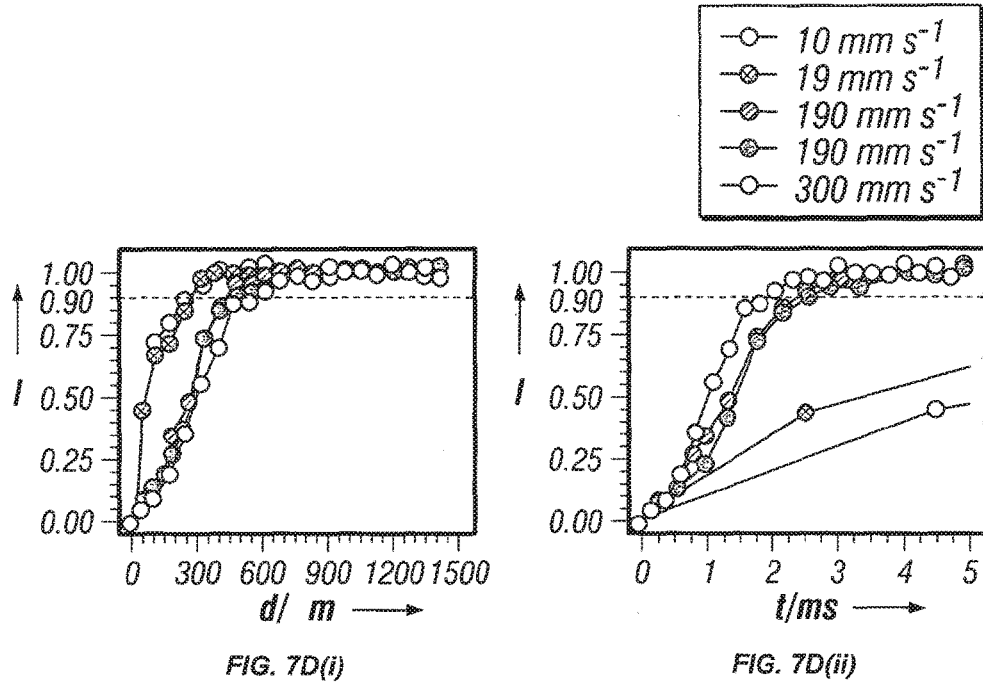 10 mm s⁻¹
19 mm s⁻¹
190 mm s⁻¹
190 mm s⁻¹
300 mm s⁻¹
1.00
0.90
0.75
0.50
0.25
0.00
I
0 300 600 900 1200 1500
d/ m
FIG. 7D(i)
1.00
0.90
0.75
0.50
0.25
0.00
I
0 1 2 3 4 5
t/ms
FIG. 7D(ii)